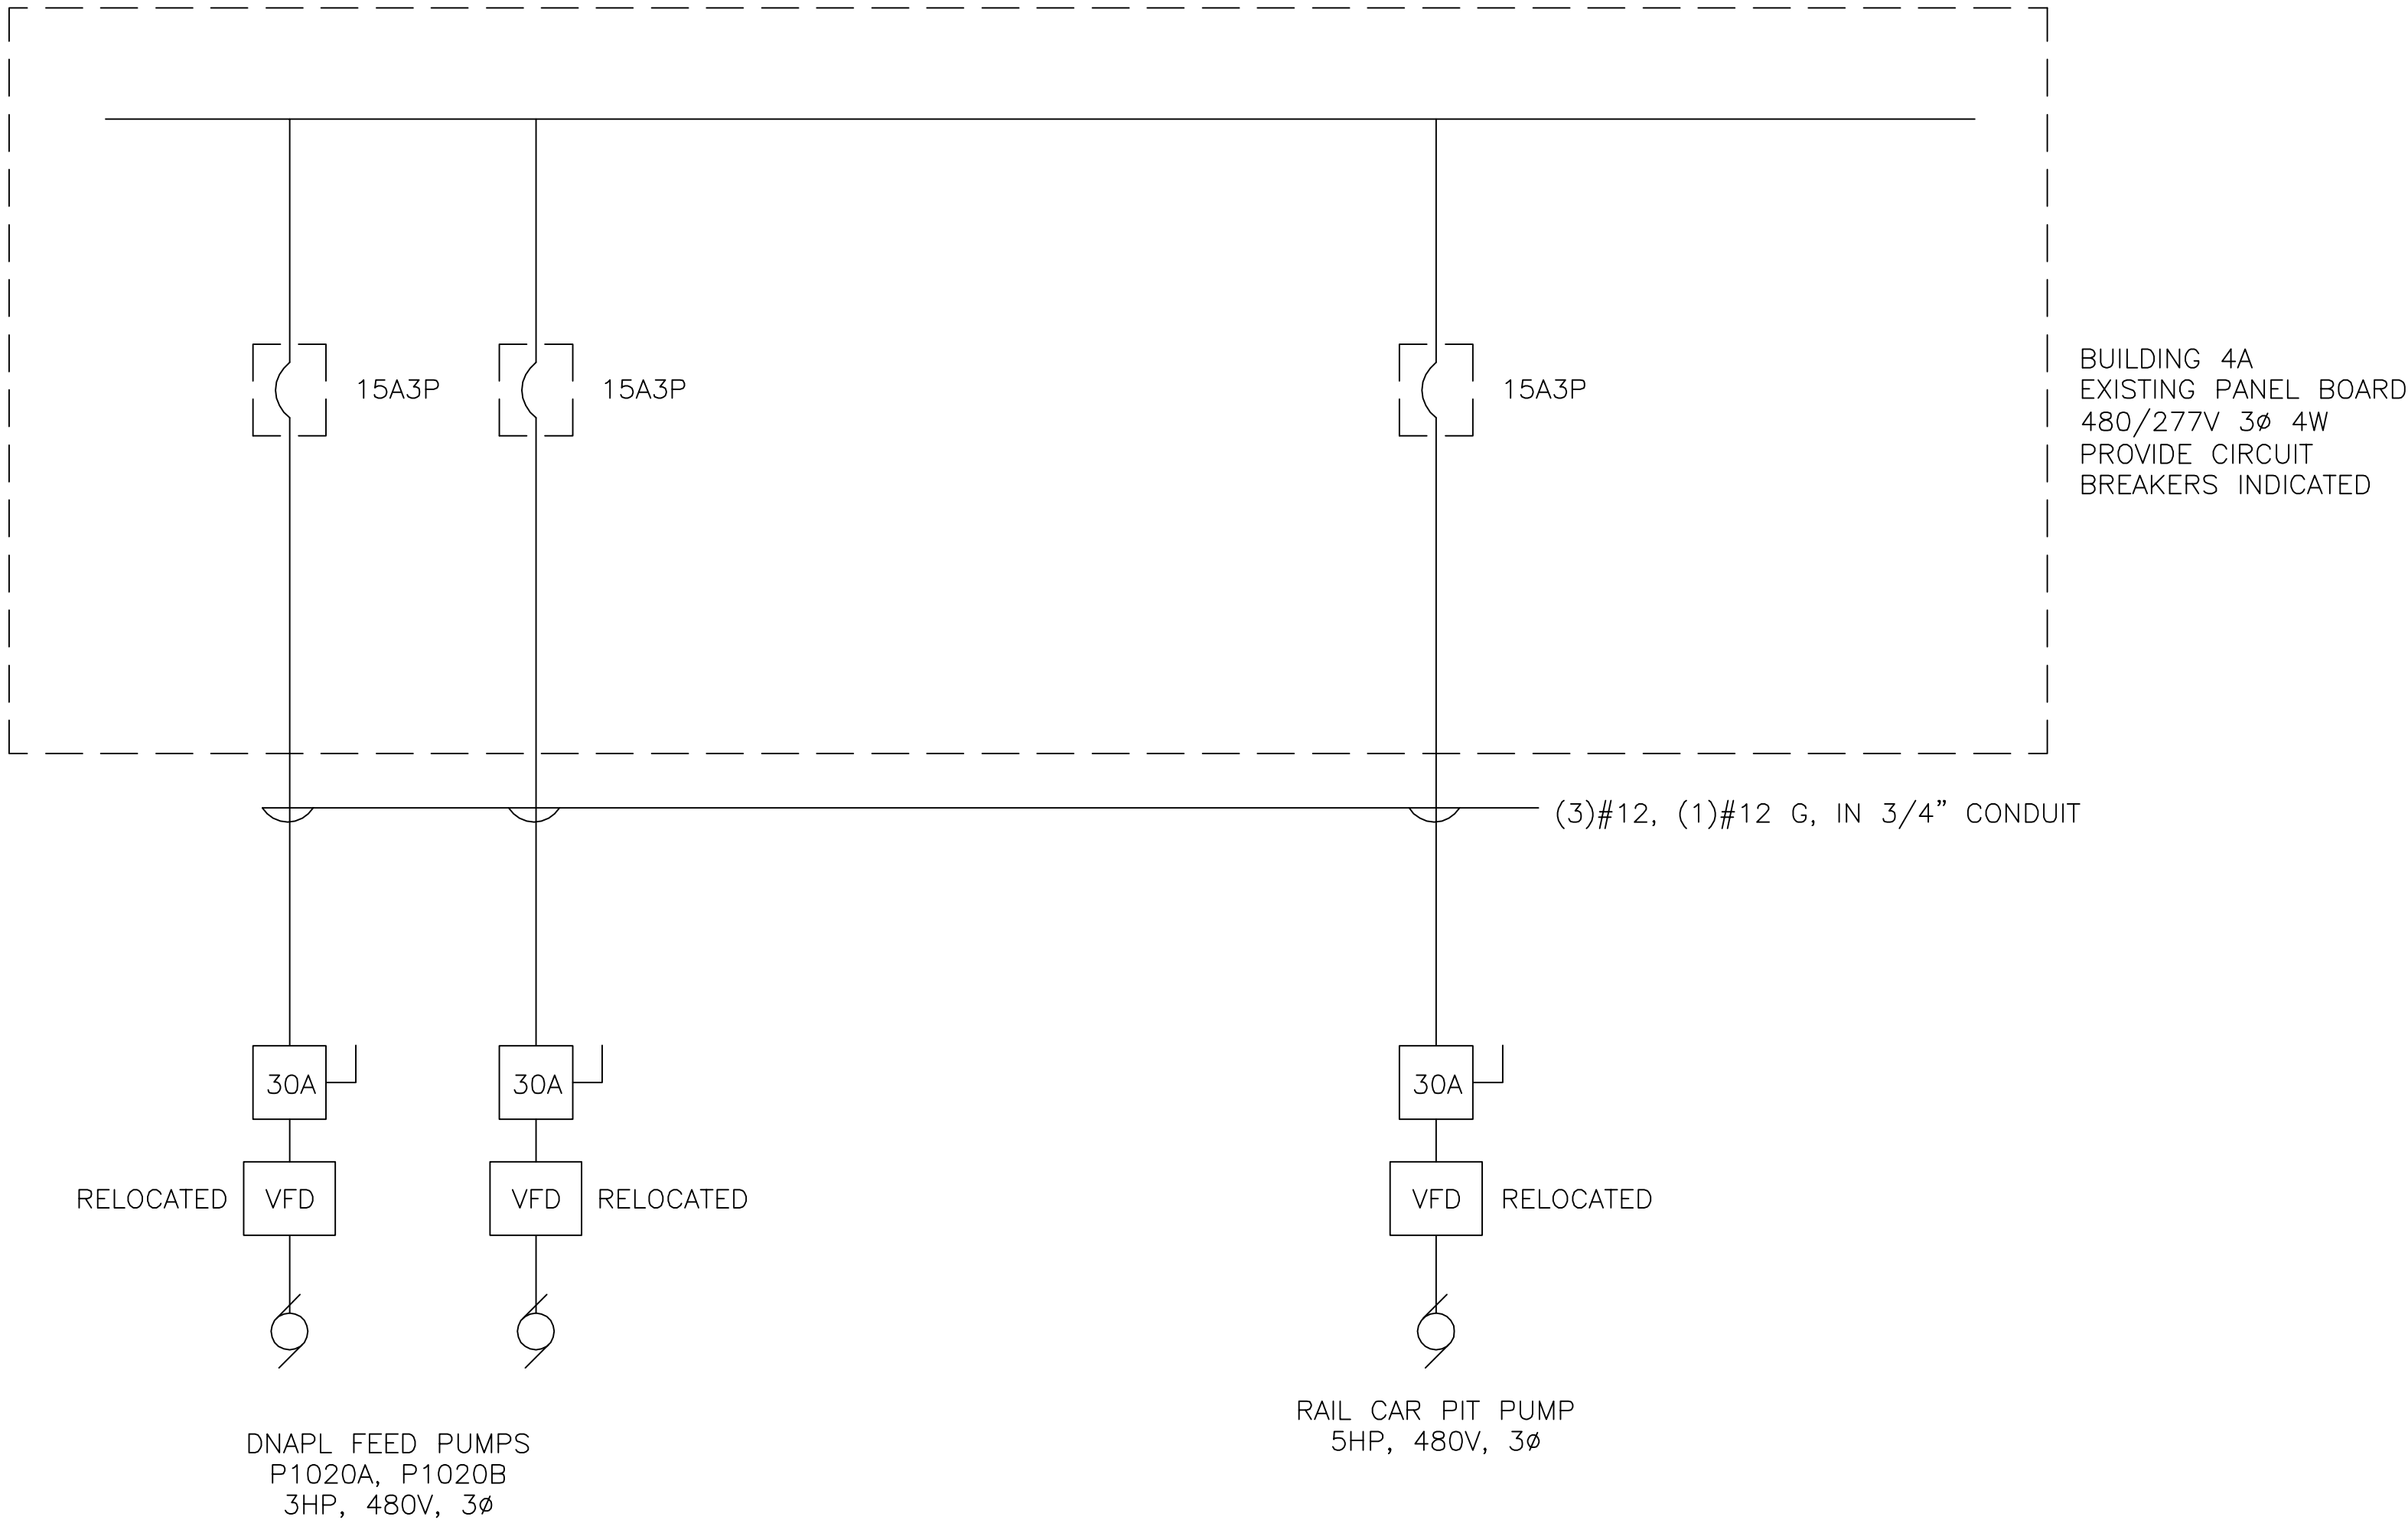 15A3P
15A3P
15A3P
BUILDING 4A
EXISTING PANEL BOARD
480/277V 3ø 4W
PROVIDE CIRCUIT
BREAKERS INDICATED
(3)#12, (1)#12 G, IN 3/4” CONDUIT
30A
30A
30A
RELOCATED
VFD
VFD
RELOCATED
VFD
RELOCATED
DNAPL FEED PUMPS
P1020A, P1020B
3HP, 480V, 3ø
RAIL CAR PIT PUMP
5HP, 480V, 3ø